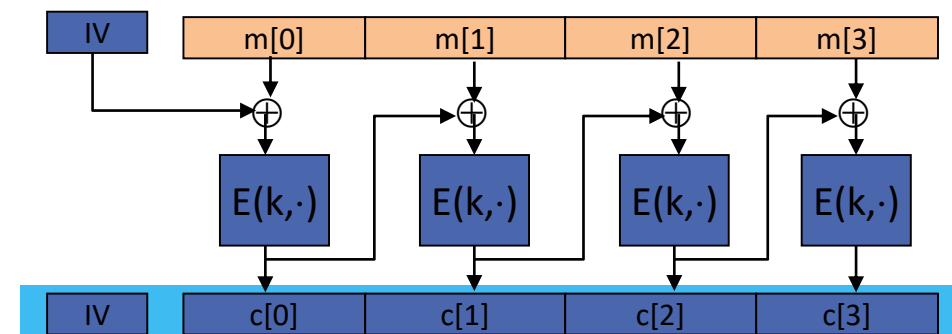 IV m[0] m[1] m[2] m[3]
E(k,·) E(k,·) E(k,·) E(k,·)
IV c[0] c[1] c[2] c[3]